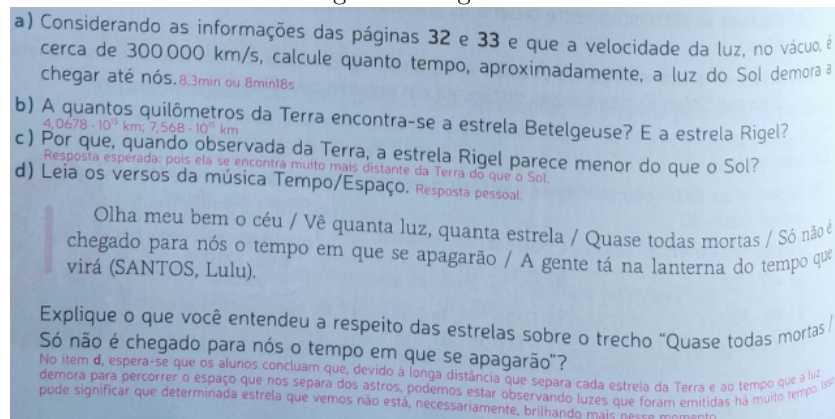 a) Considerando as informações das páginas 32 e 33 e que a velocidade da luz, no vácuo, é
cerca de 300 000 km/s, calcule quanto tempo, aproximadamente, a luz do Sol demora a
chegar até nós. 8,3min ou 8min18s
b) A quantos quilômetros da Terra encontra-se a estrela Betelgeuse? E a estrela Rigel?
4,0678 · 10¹⁵ km; 7,568 · 10¹⁵ km
c) Por que, quando observada da Terra, a estrela Rigel parece menor do que o Sol?
Resposta esperada: pois ela se encontra muito mais distante da Terra do que o Sol.
d) Leia os versos da música Tempo/Espaço. Resposta pessoal.
Olha meu bem o céu / Vê quanta luz, quanta estrela / Quase todas mortas / Só não é
chegado para nós o tempo em que se apagarão / A gente tá na lanterna do tempo que
virá (SANTOS, Lulu).
Explique o que você entendeu a respeito das estrelas sobre o trecho "Quase todas mortas /
Só não é chegado para nós o tempo em que se apagarão"?
No item d, espera-se que os alunos concluam que, devido à longa distância que separa cada estrela da Terra e ao tempo que a luz
demora para percorrer o espaço que nos separa dos astros, podemos estar observando luzes que foram emitidas há muito tempo. Isso
pode significar que determinada estrela que vemos não está, necessariamente, brilhando mais nesse momento.